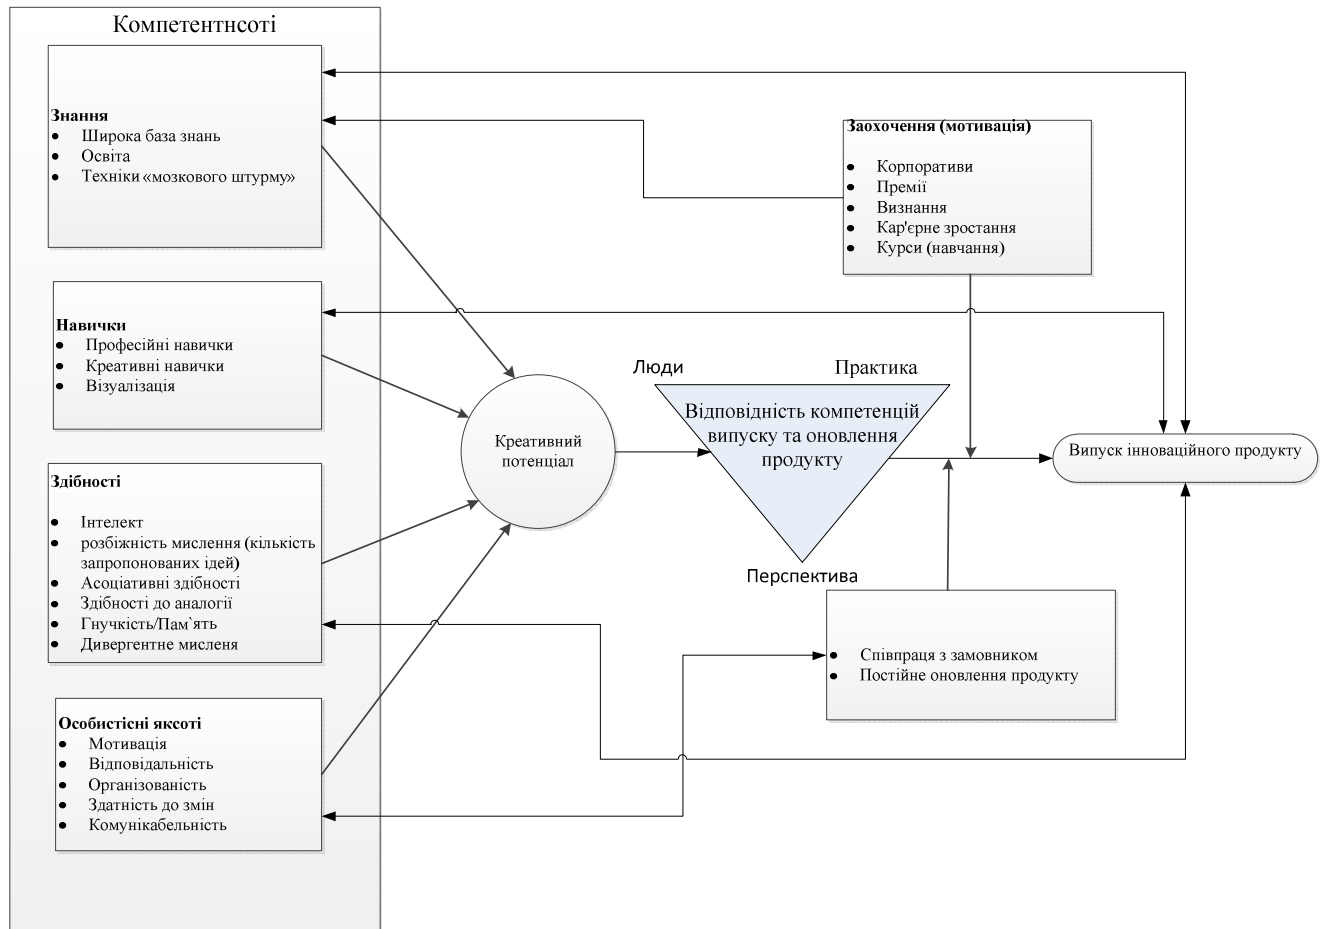 Компетентнсоті
Знання
• Широка база знань
• Освіта
• Техніки «мозкового штурму»
Навички
• Професійні навички
• Креативні навички
• Візуалізація
Здібності
• Інтелект
• розбіжність мислення (кількість
запропонованих ідей)
• Асоціативні здібності
• Здібності до аналогії
• Гнучкість/Пам`ять
• Дивергентне мисленя
Особистісні яксоті
• Мотивація
• Відповідальність
• Організованість
• Здатність до змін
• Комунікабельність
Креативний
потенціал
Люди
Практика
Відповідність компетенцій
випуску та оновлення
продукту
Перспектива
Заохочення (мотивація)
• Корпоративи
• Премії
• Визнання
• Кар'єрне зростання
• Курси (навчання)
Випуск інноваційного продукту
• Співпраця з замовником
• Постійне оновлення продукту